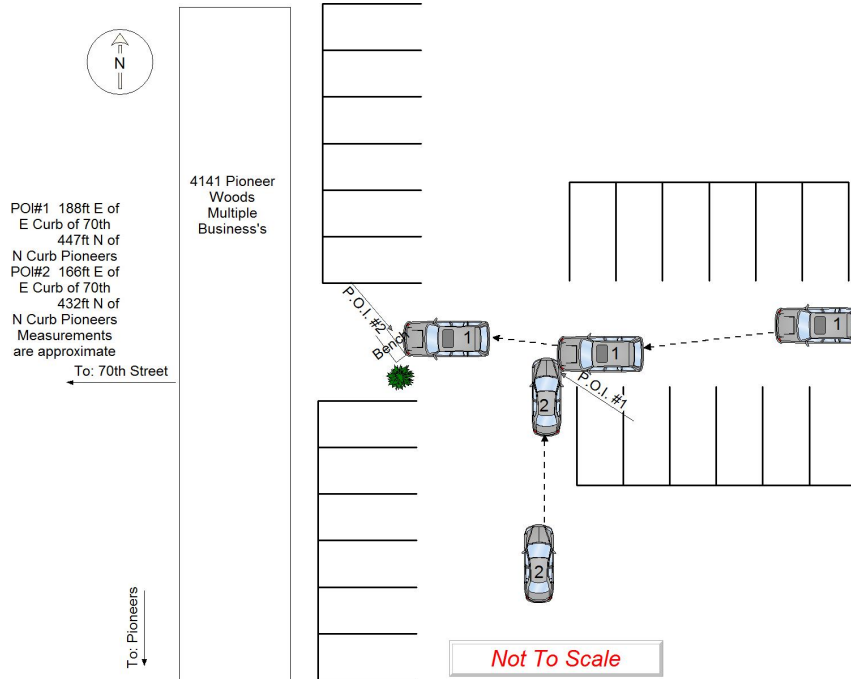 N
4141 Pioneer
Woods
Multiple
Business's
POI#1 188ft E of
E Curb of 70th
447ft N of
N Curb Pioneers
POI#2 166ft E of
E Curb of 70th
432ft N of
N Curb Pioneers
Measurements
are approximate
To: 70th Street
P.O.I. #2
Bench
1
1
1
P.O.I. #1
2
2
To: Pioneers
Not To Scale